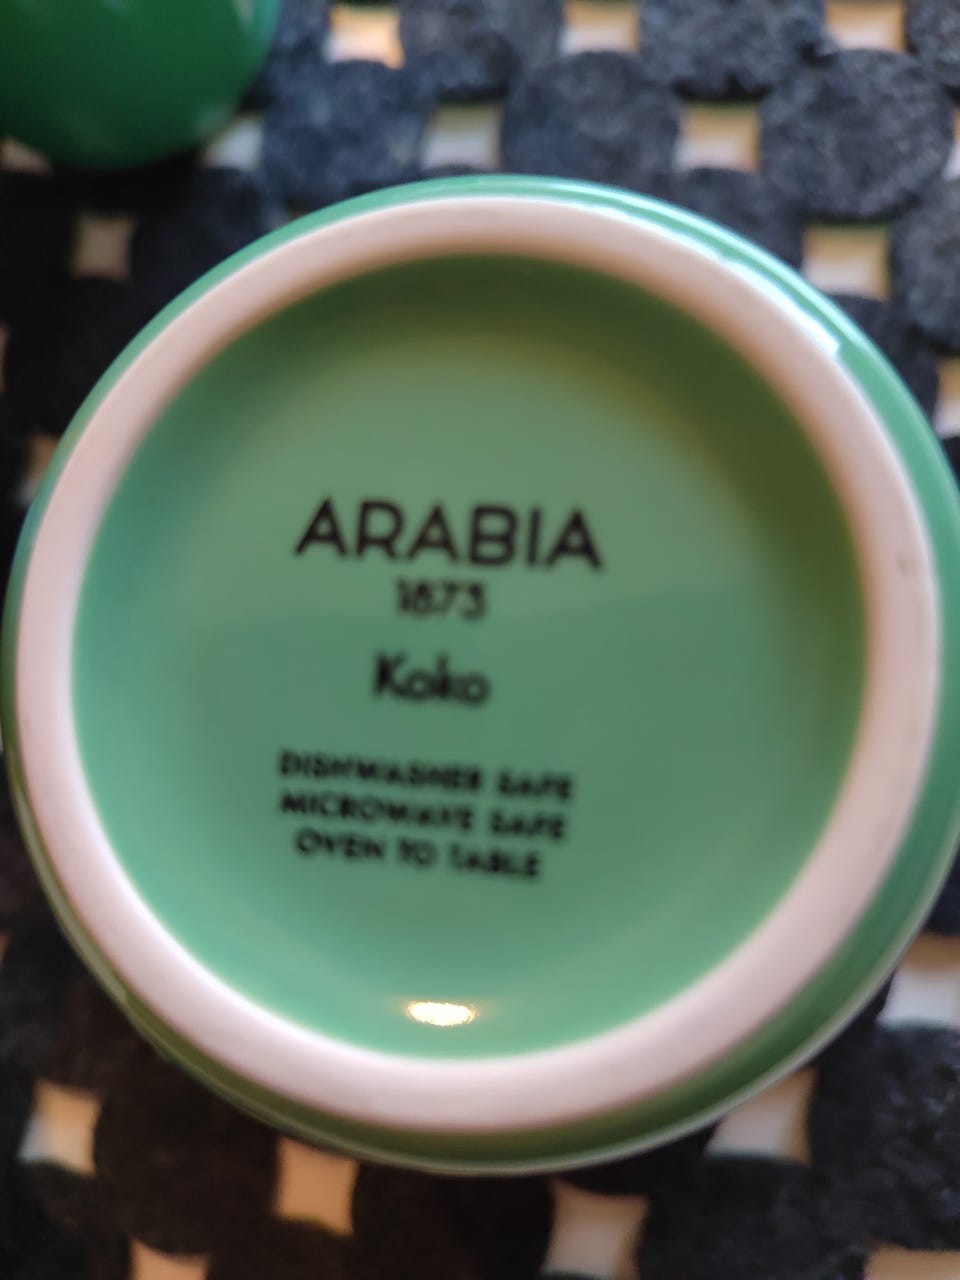 ARABIA
1873
Koko
DISHWASHER SAFE
MICROWAVE SAFE
OVEN TO TABLE